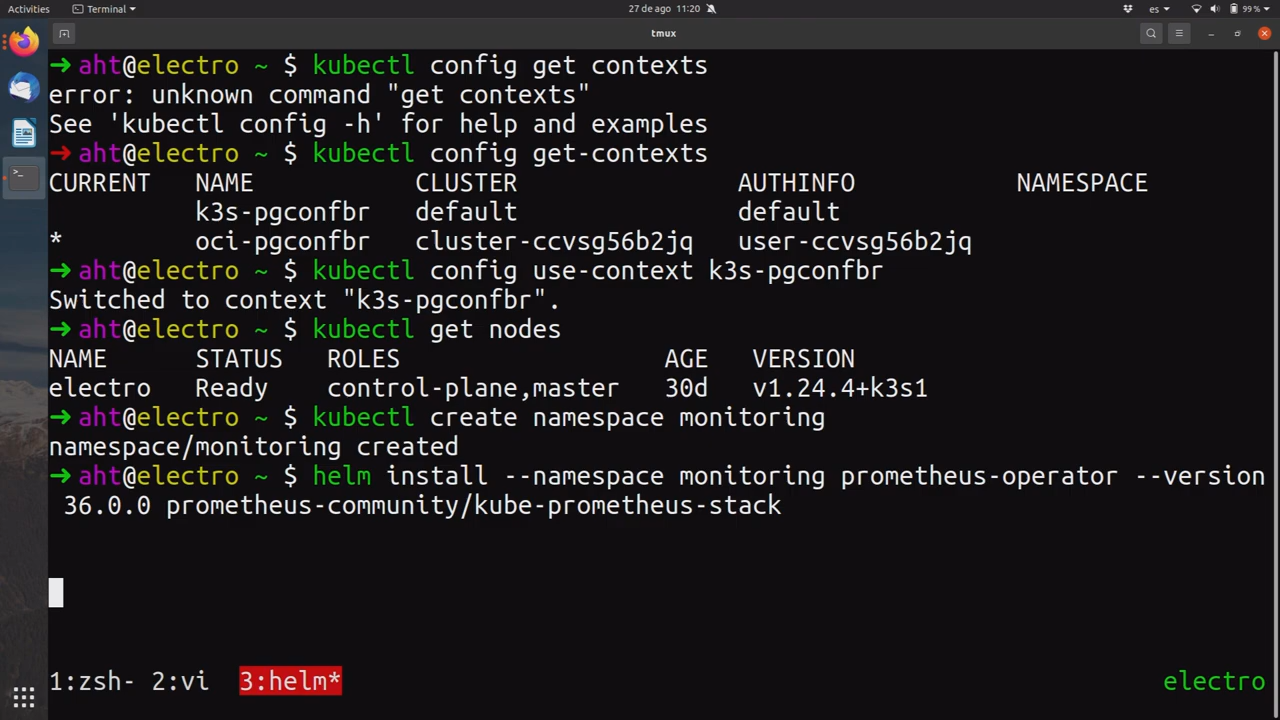 Activities
Terminal
27 de ago 11:20
es
99 %
tmux
➜ aht@electro ~ $ kubectl config get contexts
error: unknown command "get contexts"
See 'kubectl config -h' for help and examples
➜ aht@electro ~ $ kubectl config get-contexts
CURRENT NAME CLUSTER AUTHINFO NAMESPACE
k3s-pgconfbr default default
* oci-pgconfbr cluster-ccvsg56b2jq user-ccvsg56b2jq
➜ aht@electro ~ $ kubectl config use-context k3s-pgconfbr
Switched to context "k3s-pgconfbr".
➜ aht@electro ~ $ kubectl get nodes
NAME STATUS ROLES AGE VERSION
electro Ready control-plane,master 30d v1.24.4+k3s1
➜ aht@electro ~ $ kubectl create namespace monitoring
namespace/monitoring created
➜ aht@electro ~ $ helm install --namespace monitoring prometheus-operator --version
36.0.0 prometheus-community/kube-prometheus-stack
1:zsh- 2:vi 3:helm* electro